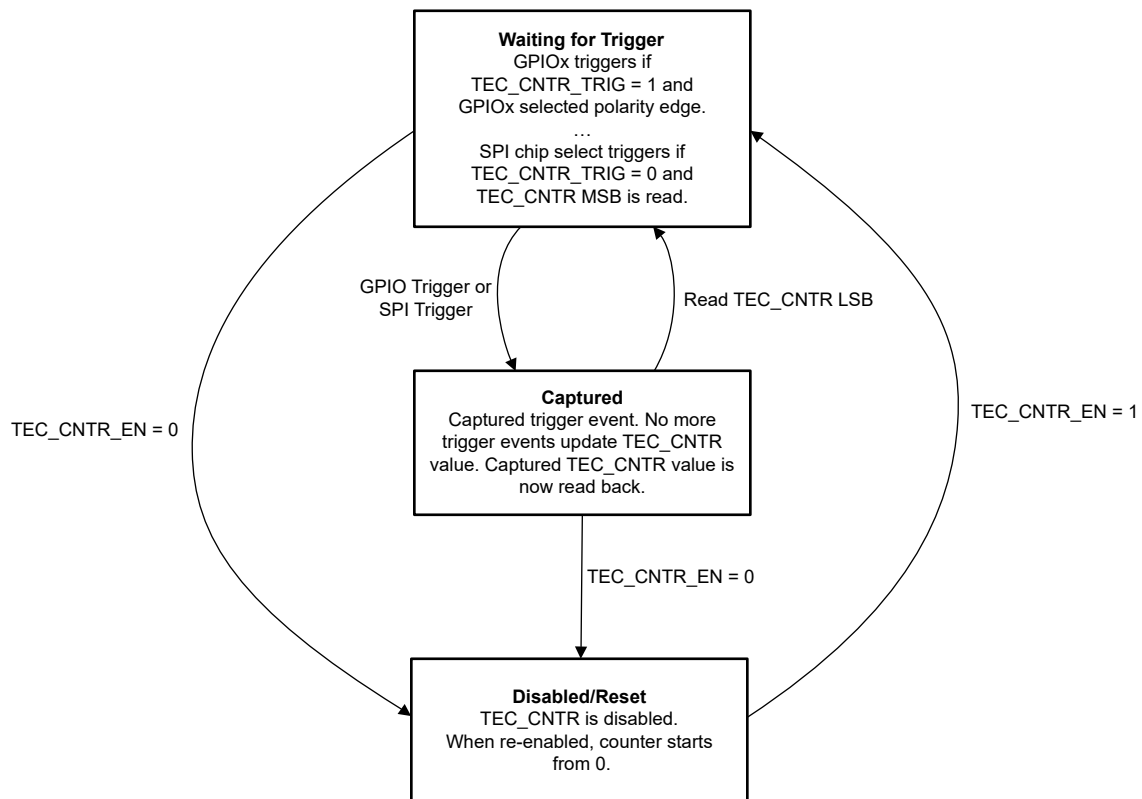 Waiting for Trigger
GPIOx triggers if
TEC_CNTR_TRIG = 1 and
GPIOx selected polarity edge.
…
SPI chip select triggers if
TEC_CNTR_TRIG = 0 and
TEC_CNTR MSB is read.
GPIO Trigger or
SPI Trigger
Read TEC_CNTR LSB
Captured
Captured trigger event. No more
trigger events update TEC_CNTR
value. Captured TEC_CNTR value is
now read back.
TEC_CNTR_EN = 0
TEC_CNTR_EN = 1
TEC_CNTR_EN = 0
Disabled/Reset
TEC_CNTR is disabled.
When re-enabled, counter starts
from 0.